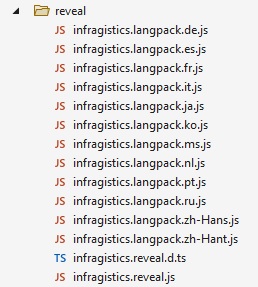 reveal
JS infragistics.langpack.de.js
JS infragistics.langpack.es.js
JS infragistics.langpack.fr.js
JS infragistics.langpack.it.js
JS infragistics.langpack.ja.js
JS infragistics.langpack.ko.js
JS infragistics.langpack.ms.js
JS infragistics.langpack.nl.js
JS infragistics.langpack.pt.js
JS infragistics.langpack.ru.js
JS infragistics.langpack.zh-Hans.js
JS infragistics.langpack.zh-Hant.js
TS infragistics.reveal.d.ts
JS infragistics.reveal.js